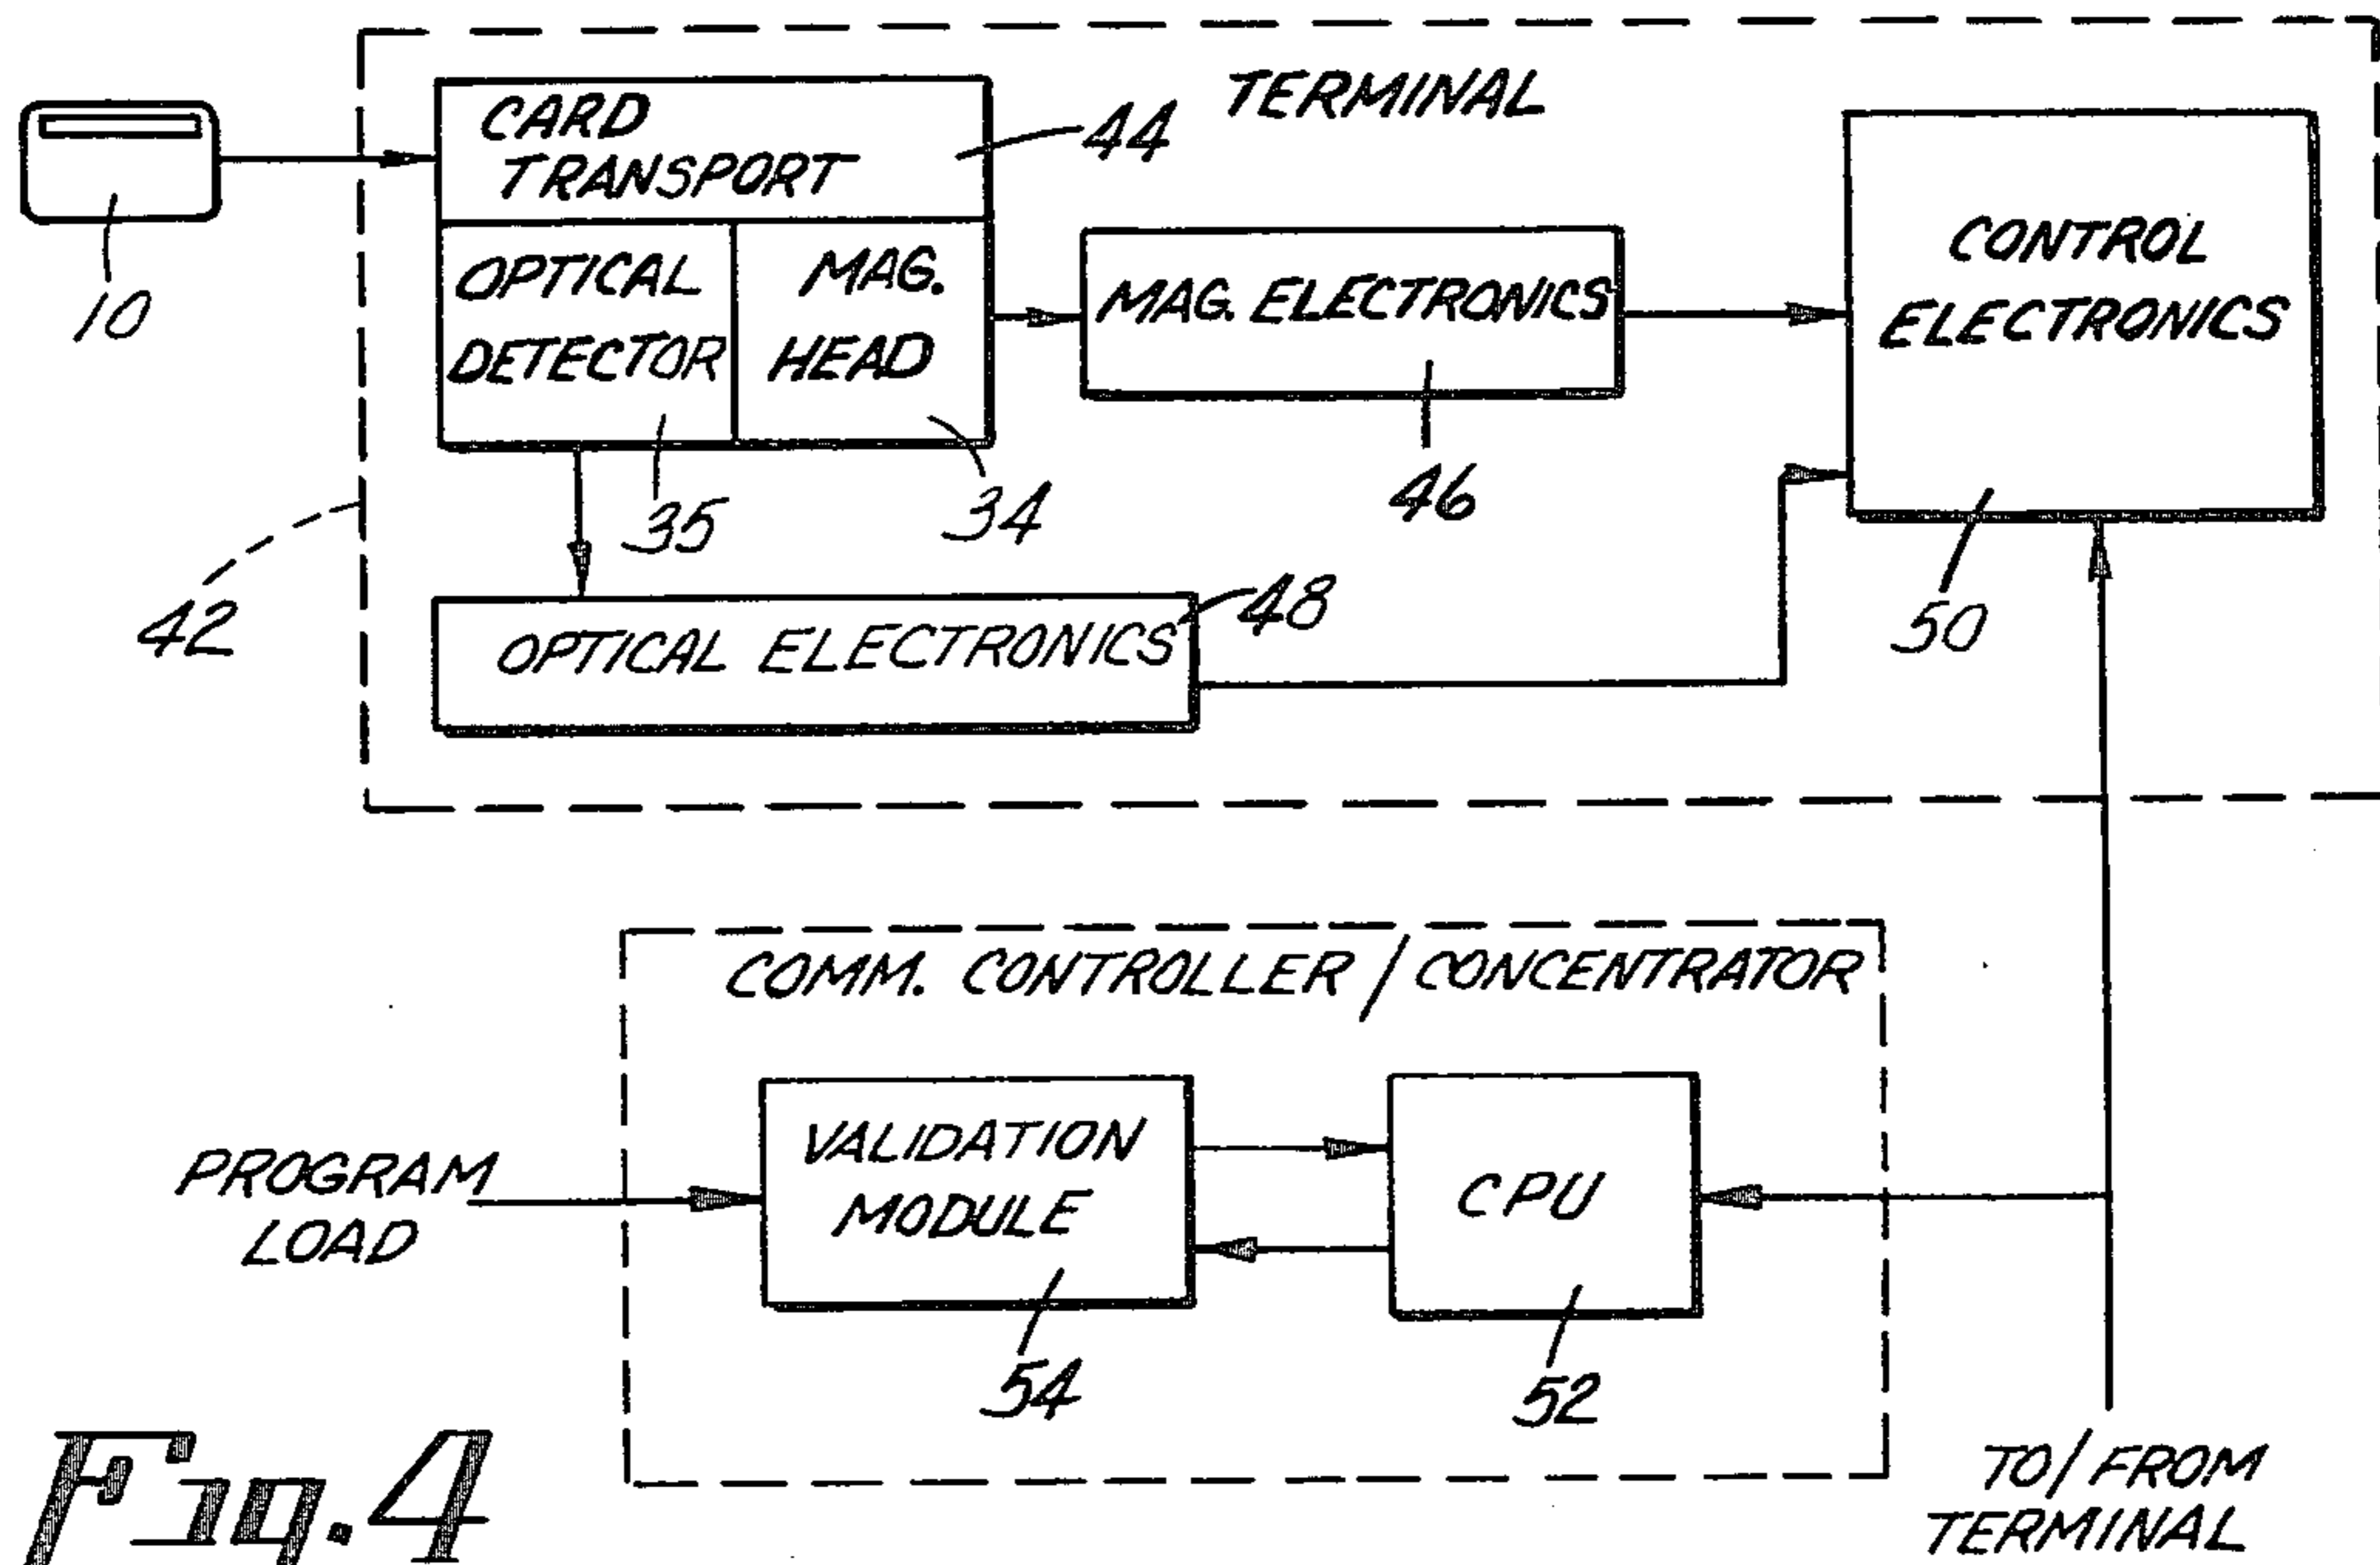 TERMINAL
CARD
TRANSPORT
44
10
OPTICAL
DETECTOR
35
MAG.
HEAD
34
MAG. ELECTRONICS
46
CONTROL
ELECTRONICS
50
42
OPTICAL ELECTRONICS
48
COMM. CONTROLLER / CONCENTRATOR
PROGRAM
LOAD
VALIDATION
MODULE
54
CPU
52
TO/FROM
TERMINAL
Fig. 4